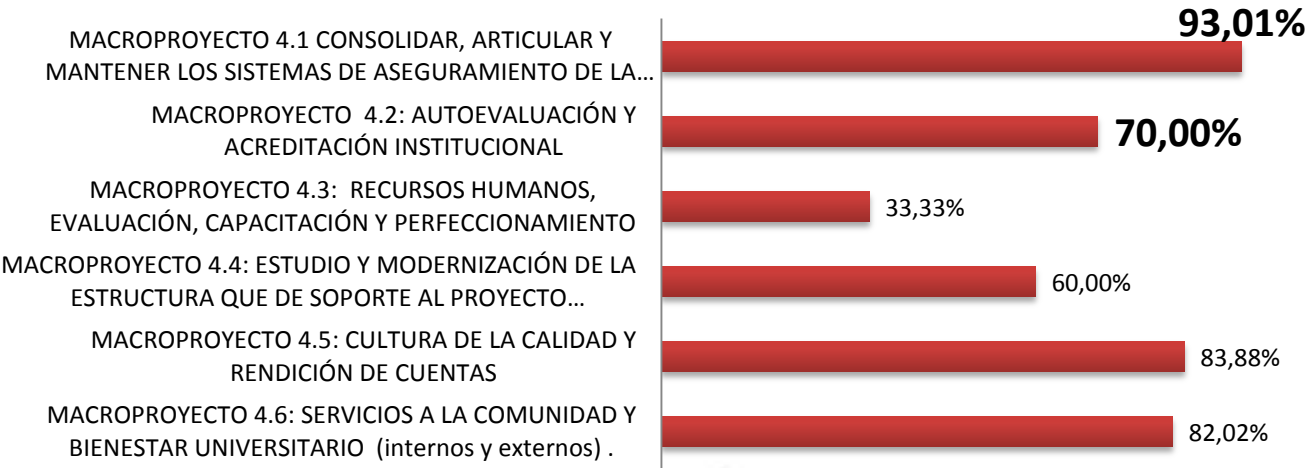 93,01%
MACROPROYECTO 4.1 CONSOLIDAR, ARTICULAR Y
MANTENER LOS SISTEMAS DE ASEGURAMIENTO DE LA…
MACROPROYECTO 4.2: AUTOEVALUACIÓN Y
ACREDITACIÓN INSTITUCIONAL
70,00%
MACROPROYECTO 4.3: RECURSOS HUMANOS,
EVALUACIÓN, CAPACITACIÓN Y PERFECCIONAMIENTO
33,33%
MACROPROYECTO 4.4: ESTUDIO Y MODERNIZACIÓN DE LA
ESTRUCTURA QUE DE SOPORTE AL PROYECTO…
60,00%
MACROPROYECTO 4.5: CULTURA DE LA CALIDAD Y
RENDICIÓN DE CUENTAS
83,88%
MACROPROYECTO 4.6: SERVICIOS A LA COMUNIDAD Y
BIENESTAR UNIVERSITARIO (internos y externos) .
82,02%